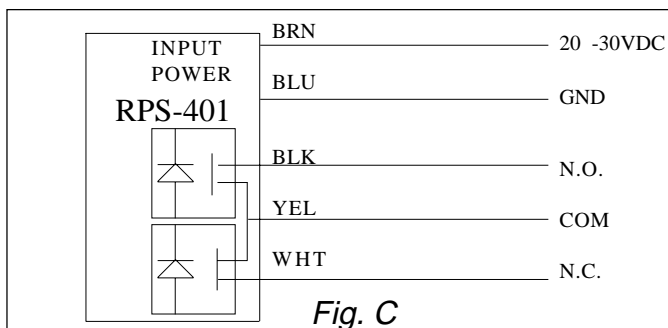 BRN
INPUT POWER
20 -30VDC
BLU
GND
RPS-401
BLK
N.O.
YEL
COM
WHT
N.C.
Fig. C